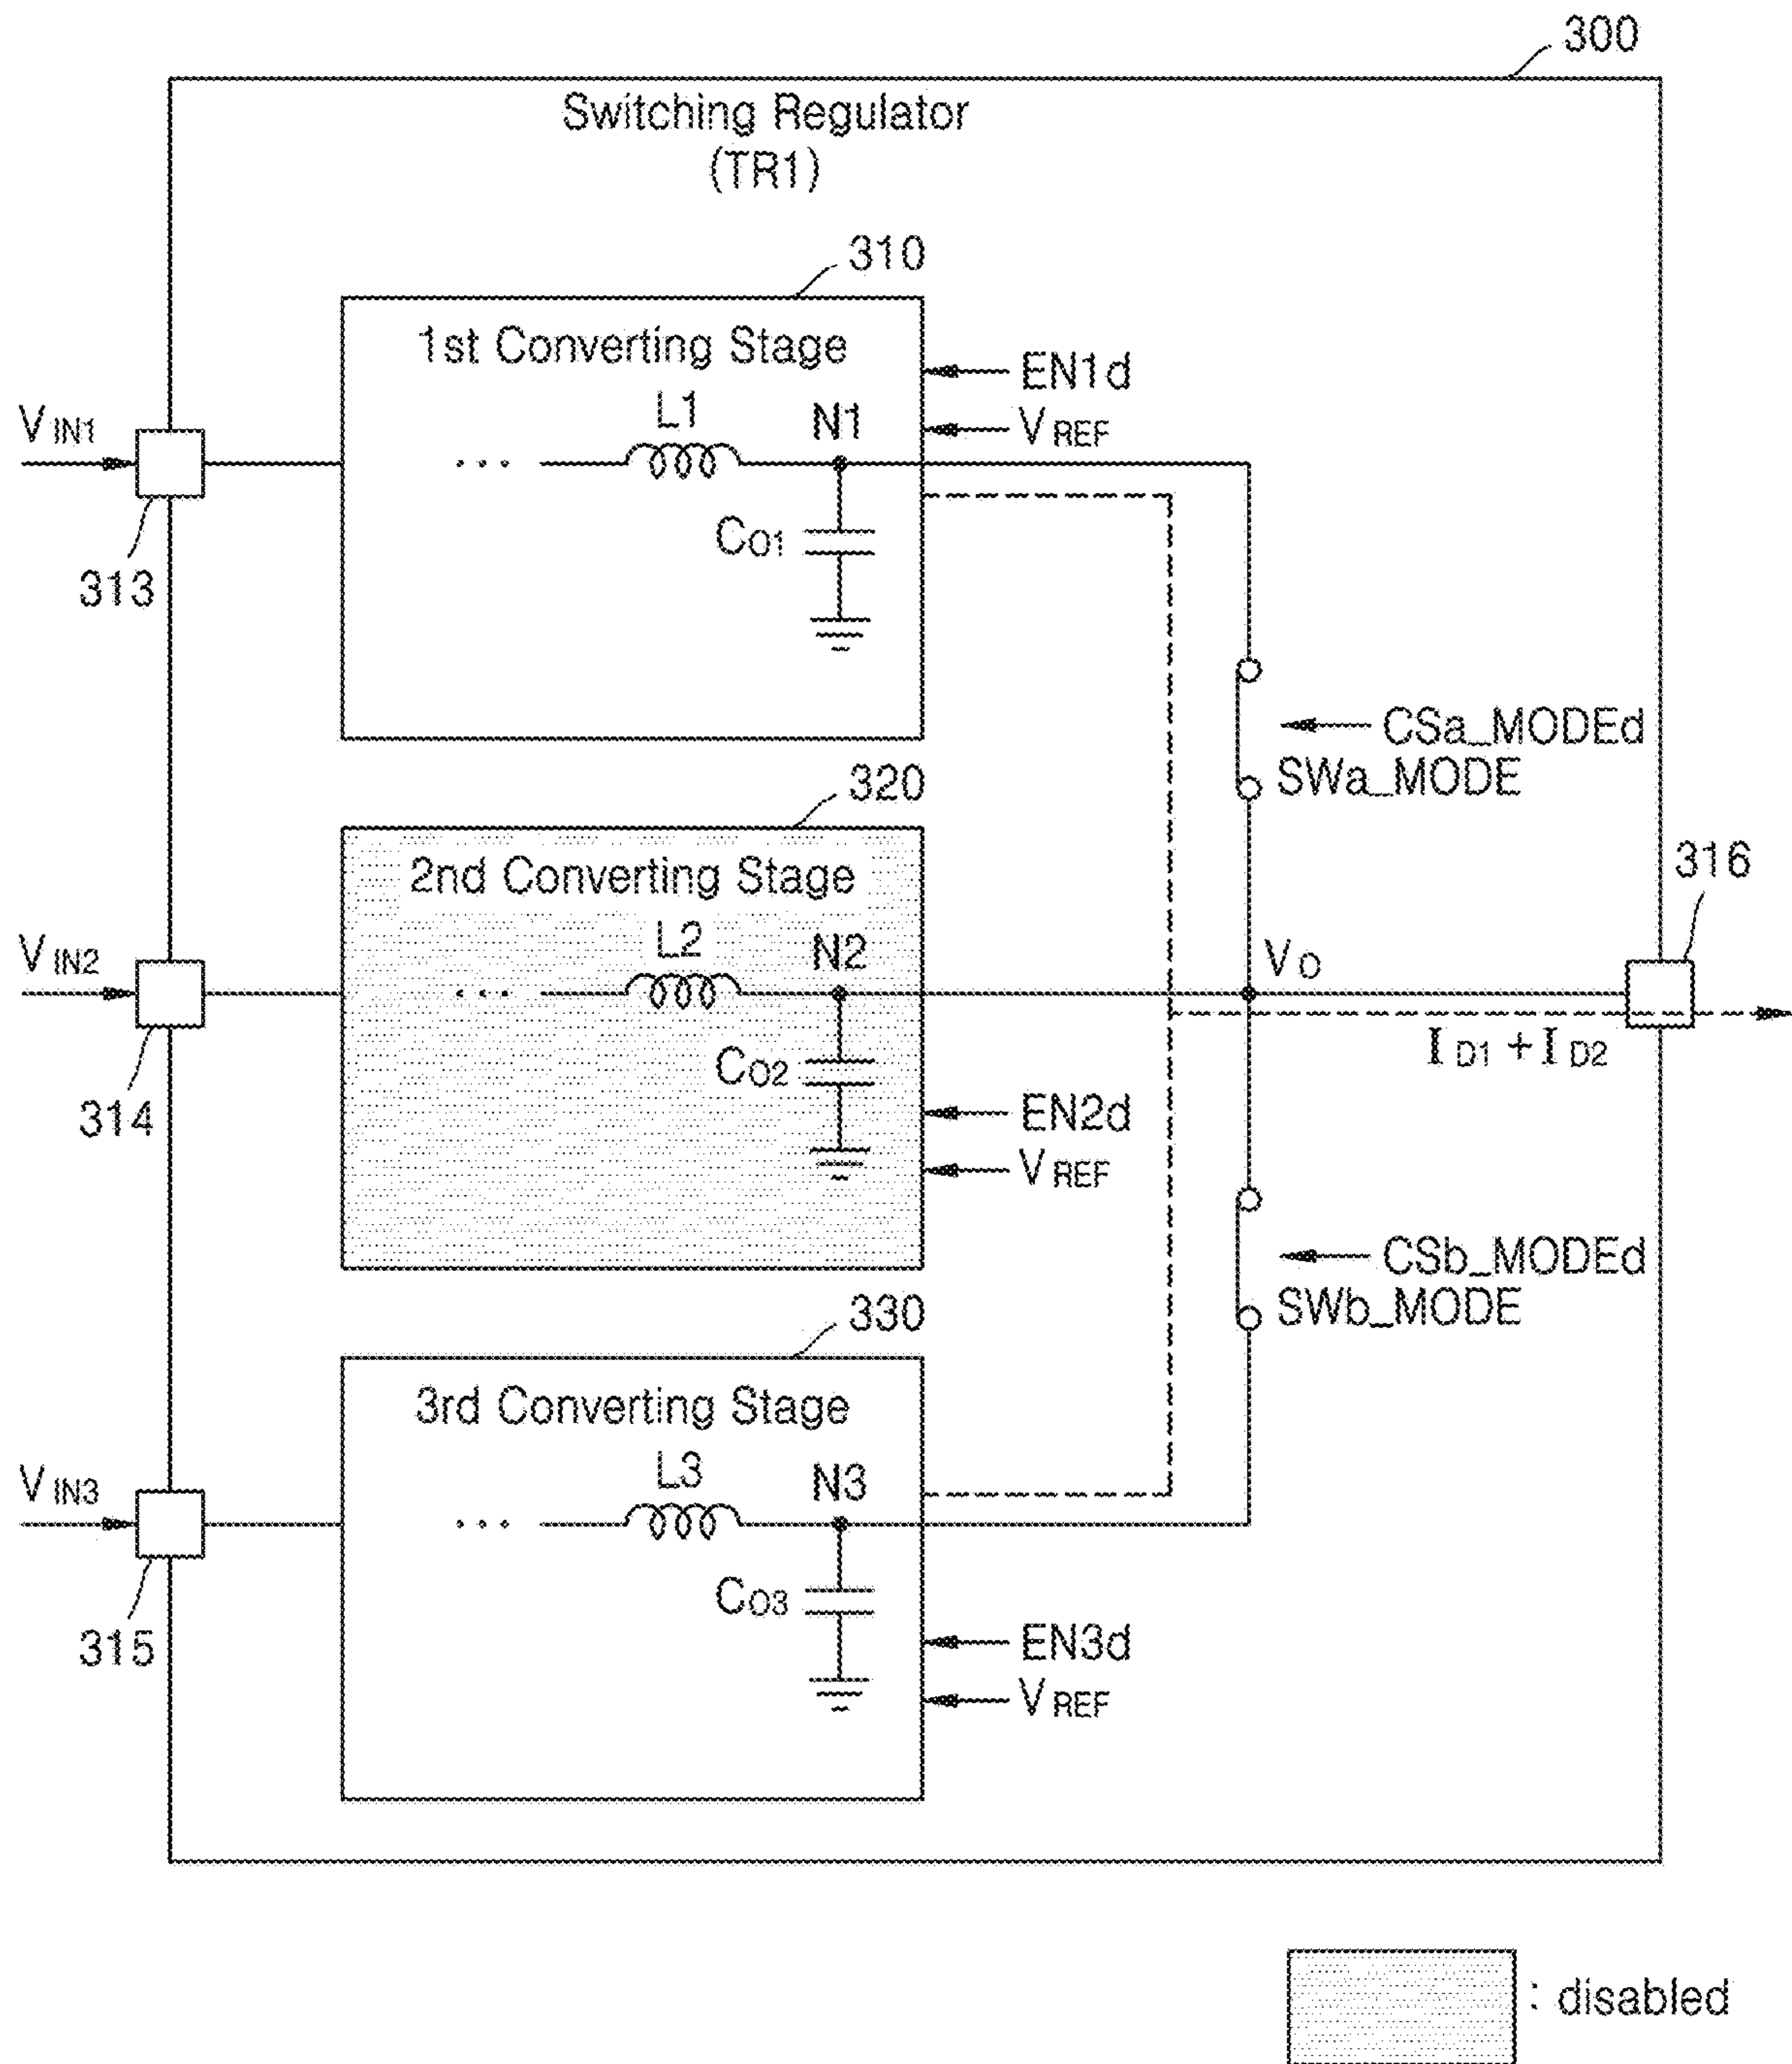 300
Switching Regulator
(TR1)
310
1st Converting Stage
EN1d
VREF
VIN1
L1
N1
. . .
CO1
313
CSa_MODEd
SWa_MODE
320
2nd Converting Stage
316
VIN2
L2
N2
. . .
VO
ID1 + ID2
CO2
314
EN2d
VREF
CSb_MODEd
SWb_MODE
330
3rd Converting Stage
VIN3
L3
N3
. . .
CO3
315
EN3d
VREF
: disabled